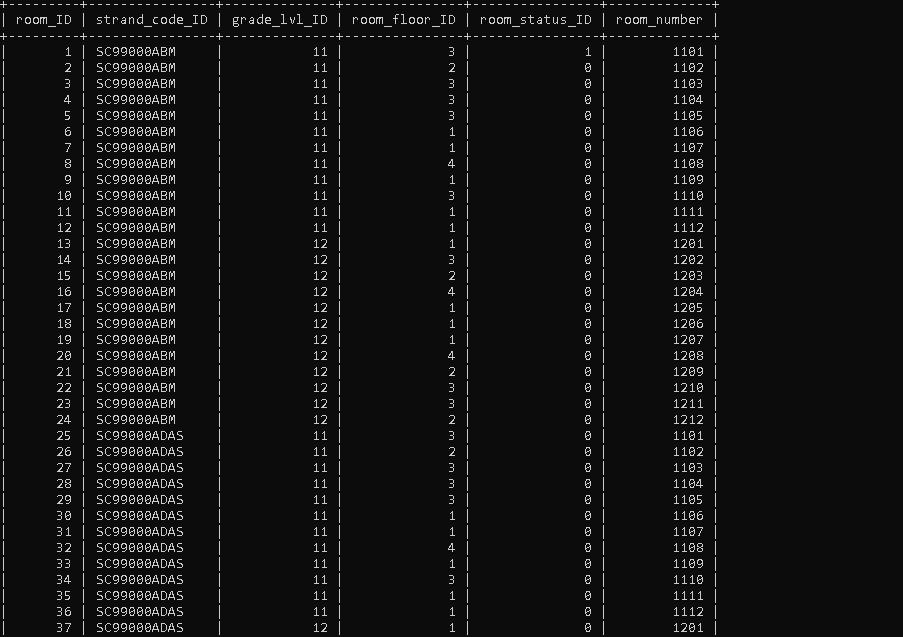 +---------+----------------+--------------+---------------+----------------+-------------+
| room_ID | strand_code_ID | grade_lvl_ID | room_floor_ID | room_status_ID | room_number |
+---------+----------------+--------------+---------------+----------------+-------------+
| 1 | SC99000ABM | 11 | 3 | 1 | 1101 |
| 2 | SC99000ABM | 11 | 2 | 0 | 1102 |
| 3 | SC99000ABM | 11 | 3 | 0 | 1103 |
| 4 | SC99000ABM | 11 | 3 | 0 | 1104 |
| 5 | SC99000ABM | 11 | 3 | 0 | 1105 |
| 6 | SC99000ABM | 11 | 1 | 0 | 1106 |
| 7 | SC99000ABM | 11 | 1 | 0 | 1107 |
| 8 | SC99000ABM | 11 | 4 | 0 | 1108 |
| 9 | SC99000ABM | 11 | 1 | 0 | 1109 |
| 10 | SC99000ABM | 11 | 3 | 0 | 1110 |
| 11 | SC99000ABM | 11 | 1 | 0 | 1111 |
| 12 | SC99000ABM | 11 | 1 | 0 | 1112 |
| 13 | SC99000ABM | 12 | 1 | 0 | 1201 |
| 14 | SC99000ABM | 12 | 3 | 0 | 1202 |
| 15 | SC99000ABM | 12 | 2 | 0 | 1203 |
| 16 | SC99000ABM | 12 | 4 | 0 | 1204 |
| 17 | SC99000ABM | 12 | 1 | 0 | 1205 |
| 18 | SC99000ABM | 12 | 1 | 0 | 1206 |
| 19 | SC99000ABM | 12 | 1 | 0 | 1207 |
| 20 | SC99000ABM | 12 | 4 | 0 | 1208 |
| 21 | SC99000ABM | 12 | 2 | 0 | 1209 |
| 22 | SC99000ABM | 12 | 3 | 0 | 1210 |
| 23 | SC99000ABM | 12 | 3 | 0 | 1211 |
| 24 | SC99000ABM | 12 | 2 | 0 | 1212 |
| 25 | SC99000ADAS | 11 | 3 | 0 | 1101 |
| 26 | SC99000ADAS | 11 | 2 | 0 | 1102 |
| 27 | SC99000ADAS | 11 | 3 | 0 | 1103 |
| 28 | SC99000ADAS | 11 | 3 | 0 | 1104 |
| 29 | SC99000ADAS | 11 | 3 | 0 | 1105 |
| 30 | SC99000ADAS | 11 | 1 | 0 | 1106 |
| 31 | SC99000ADAS | 11 | 1 | 0 | 1107 |
| 32 | SC99000ADAS | 11 | 4 | 0 | 1108 |
| 33 | SC99000ADAS | 11 | 1 | 0 | 1109 |
| 34 | SC99000ADAS | 11 | 3 | 0 | 1110 |
| 35 | SC99000ADAS | 11 | 1 | 0 | 1111 |
| 36 | SC99000ADAS | 11 | 1 | 0 | 1112 |
| 37 | SC99000ADAS | 12 | 1 | 0 | 1201 |